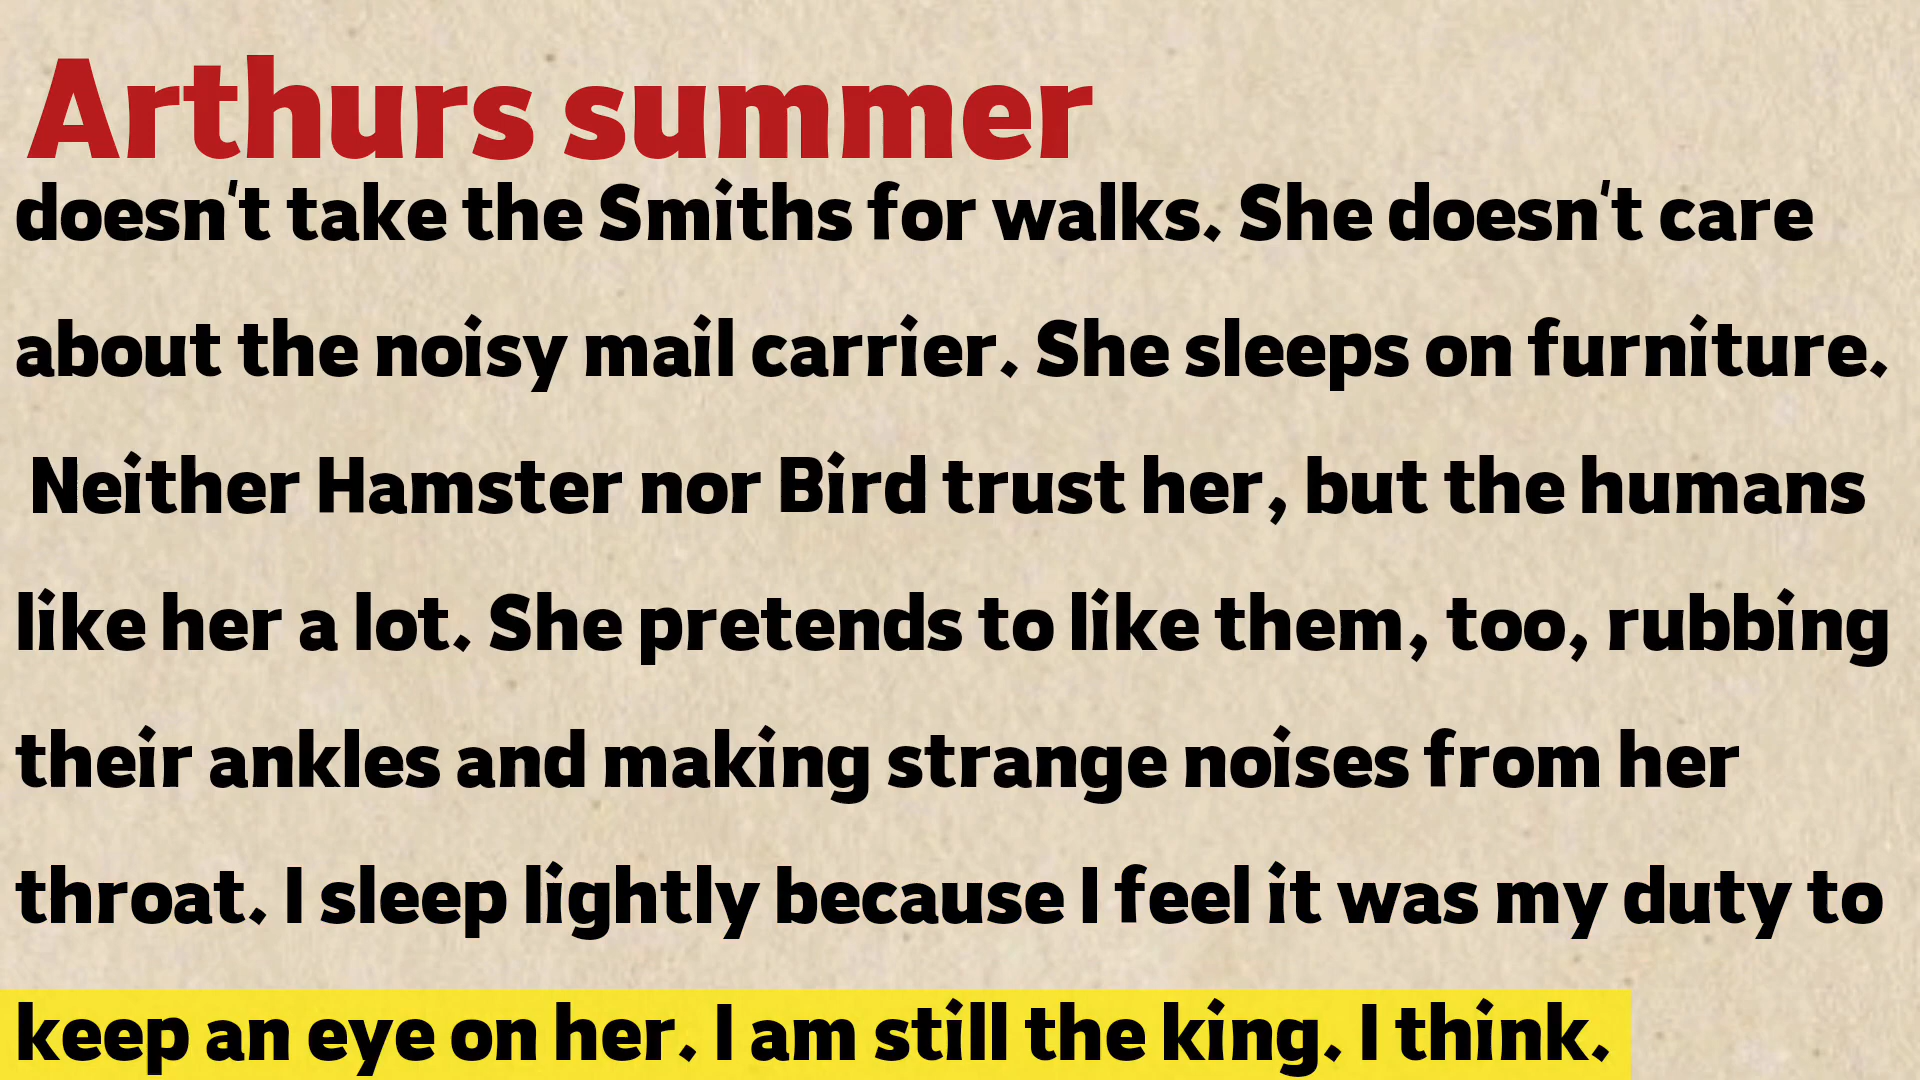 Arthurs summer
doesn't take the Smiths for walks. She doesn't care
about the noisy mail carrier. She sleeps on furniture.
Neither Hamster nor Bird trust her, but the humans
like her a lot. She pretends to like them, too, rubbing
their ankles and making strange noises from her
throat. I sleep lightly because I feel it was my duty to
keep an eye on her. I am still the king. I think.